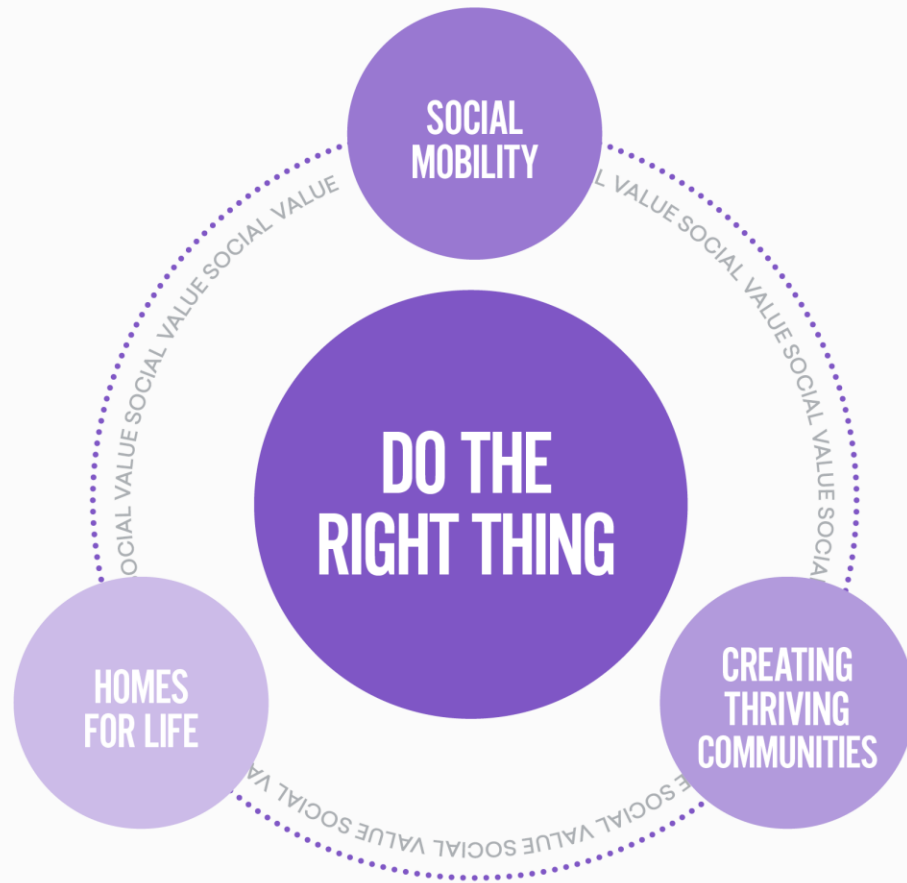 SOCIAL
MOBILITY
DO THE
RIGHT THING
HOMES
FOR LIFE
CREATING
THRIVING
COMMUNITIES
SOCIAL VALUE SOCIAL VALUE SOCIAL VALUE
VALUE SOCIAL VALUE SOCIAL VALUE
SOCIAL VALUE SOCIAL VALUE SOCIAL